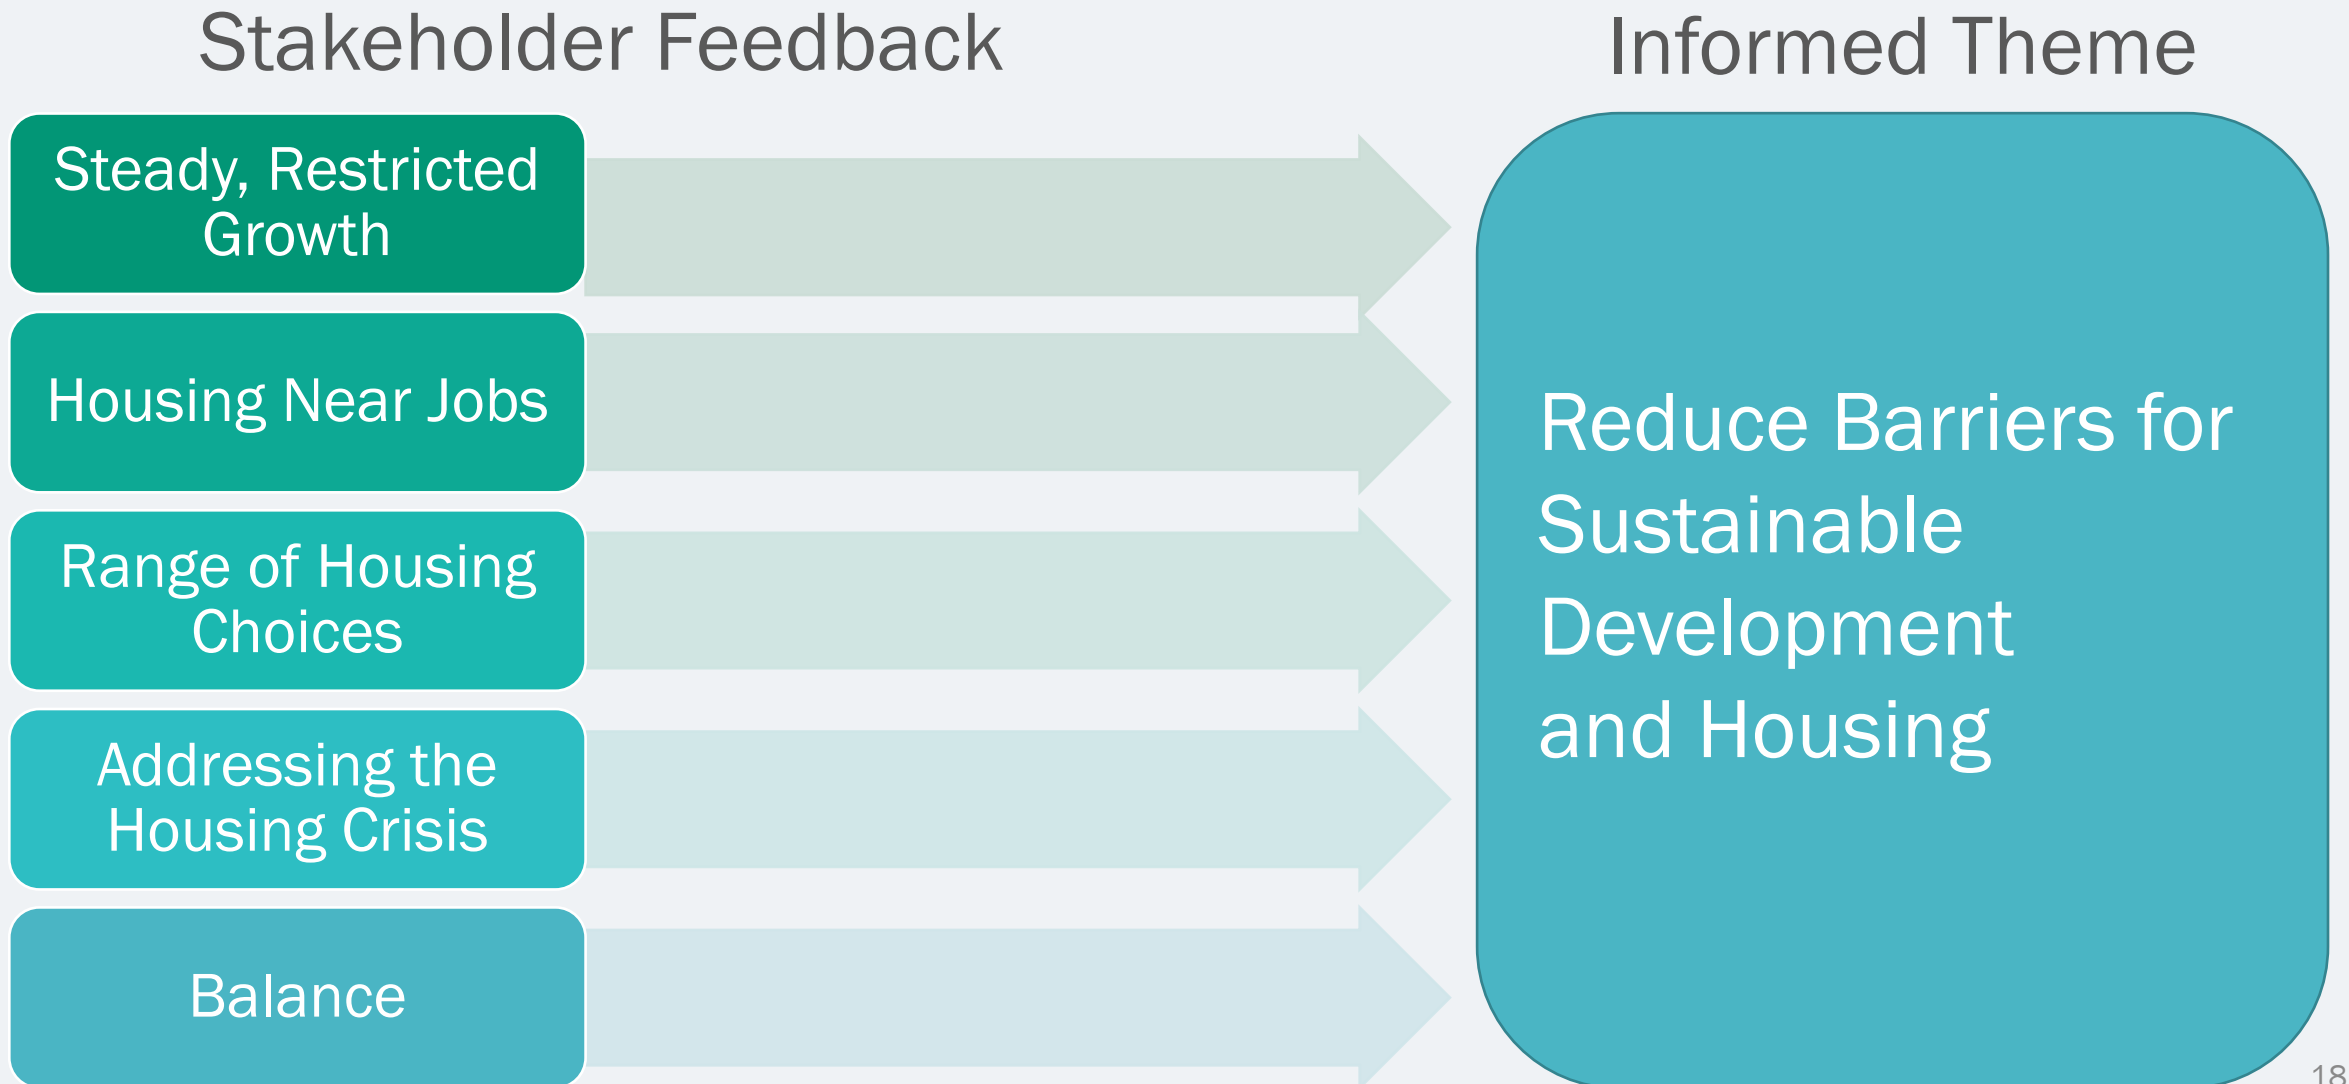 Stakeholder Feedback
Informed Theme
Steady, Restricted
Growth
Housing Near Jobs
Range of Housing
Choices
Addressing the
Housing Crisis
Balance
Reduce Barriers for
Sustainable
Development
and Housing
18